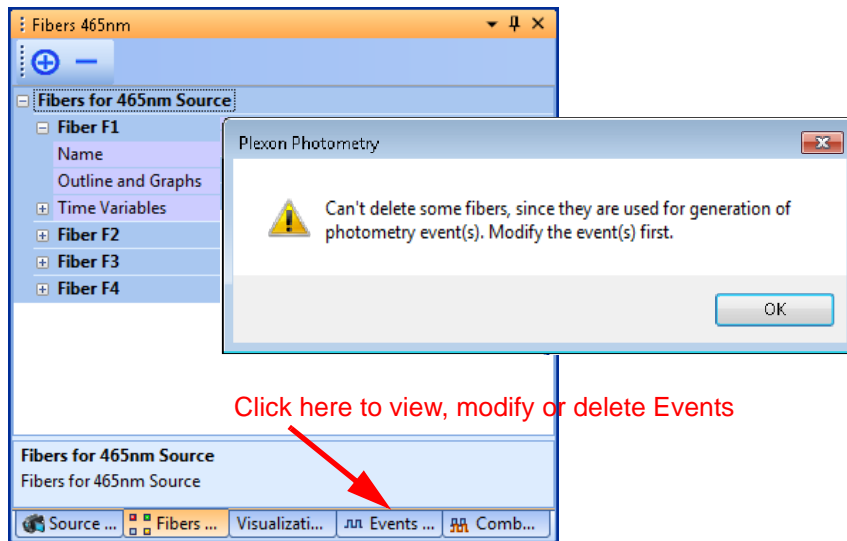 Fibers 465nm
Fibers for 465nm Source
Fiber F1
Name
Outline and Graphs
Time Variables
Fiber F2
Fiber F3
Fiber F4
Plexon Photometry
Can't delete some fibers, since they are used for generation of
photometry event(s). Modify the event(s) first.
OK
Click here to view, modify or delete Events
Fibers for 465nm Source
Fibers for 465nm Source
Source ... Fibers ... Visualizati... Events ... Comb...